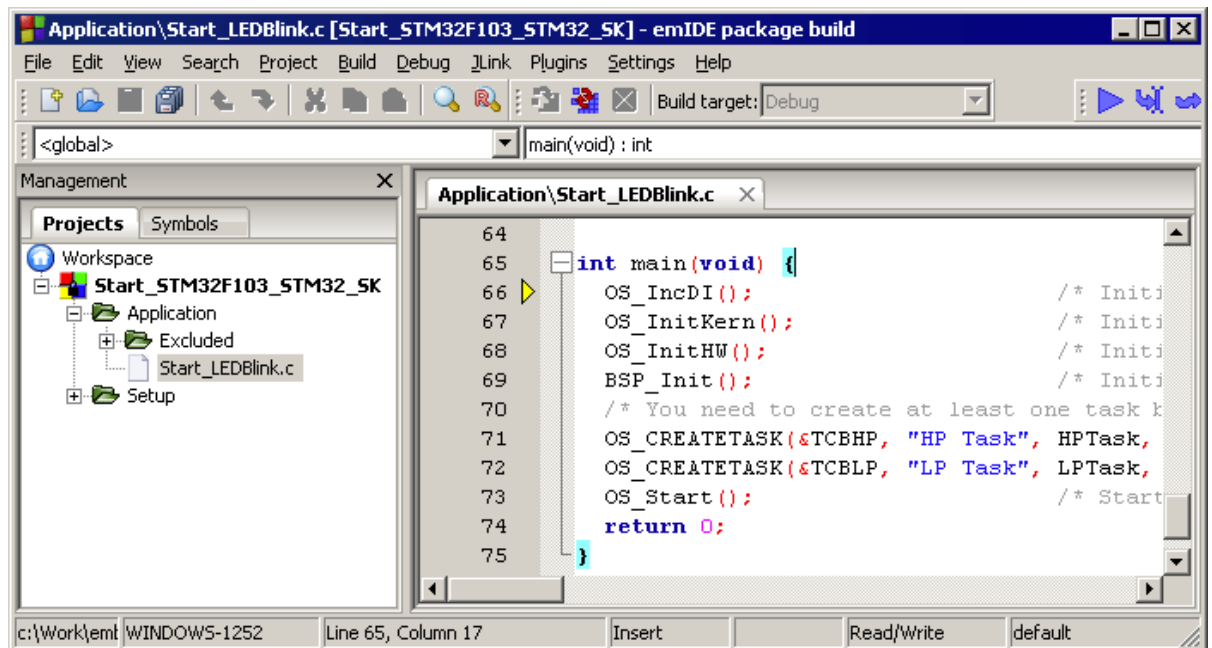 Application\Start_LEDBlink.c [Start_STM32F103_STM32_SK] - emIDE package build
File Edit View Search Project Build Debug JLink Plugins Settings Help
Build target: Debug
<global> main(void) : int
Management
Application\Start_LEDBlink.c
Projects Symbols
Workspace
Start_STM32F103_STM32_SK
Application
Excluded
Start_LEDBlink.c
Setup
64
65 int main(void) {
66 OS_IncDI(); /* Initi
67 OS_InitKern(); /* Initi
68 OS_InitHW(); /* Initi
69 BSP_Init(); /* Initi
70 /* You need to create at least one task k
71 OS_CREATETASK(&TCBHP, "HP Task", HPTask,
72 OS_CREATETASK(&TCBLP, "LP Task", LPTask,
73 OS_Start(); /* Start
74 return 0;
75 }
c:\Work\emb WINDOWS-1252 Line 65, Column 17 Insert Read/Write default